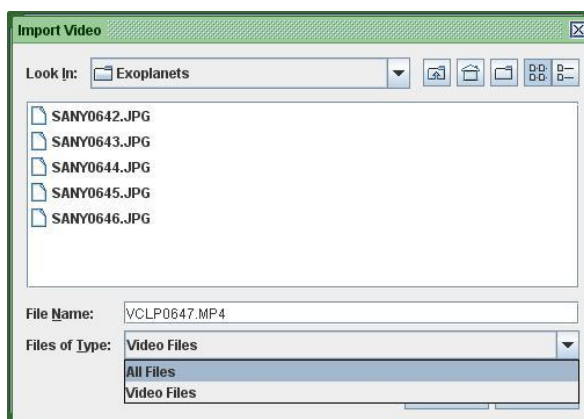 Import Video
Look In: Exoplanets
SANY0642.JPG
SANY0643.JPG
SANY0644.JPG
SANY0645.JPG
SANY0646.JPG
File Name: VCLP0647.MP4
Files of Type: Video Files
All Files
Video Files